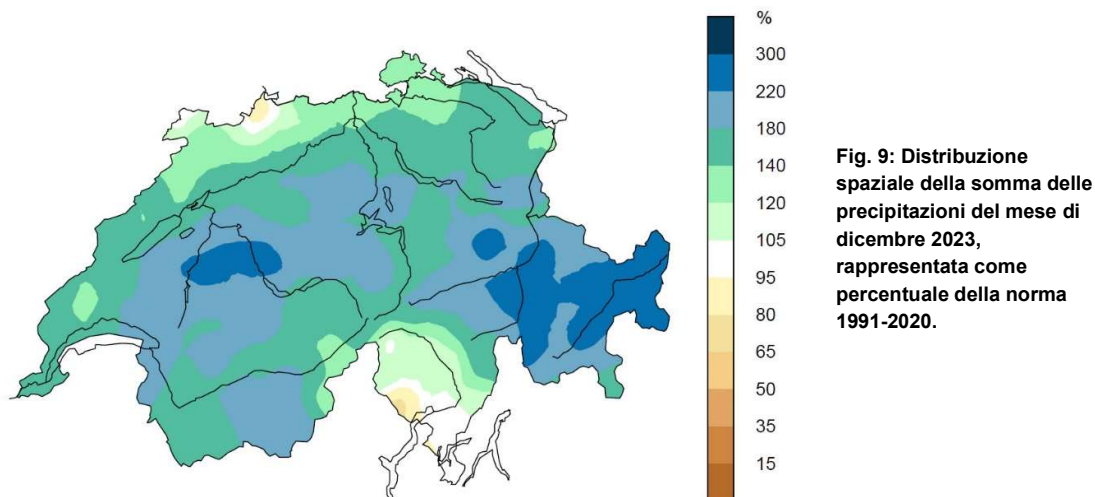 %
300
220
180
140
120
105
95
80
65
50
35
15
Fig. 9: Distribuzione
spaziale della somma delle
precipitazioni del mese di
dicembre 2023,
rappresentata come
percentuale della norma
1991-2020.